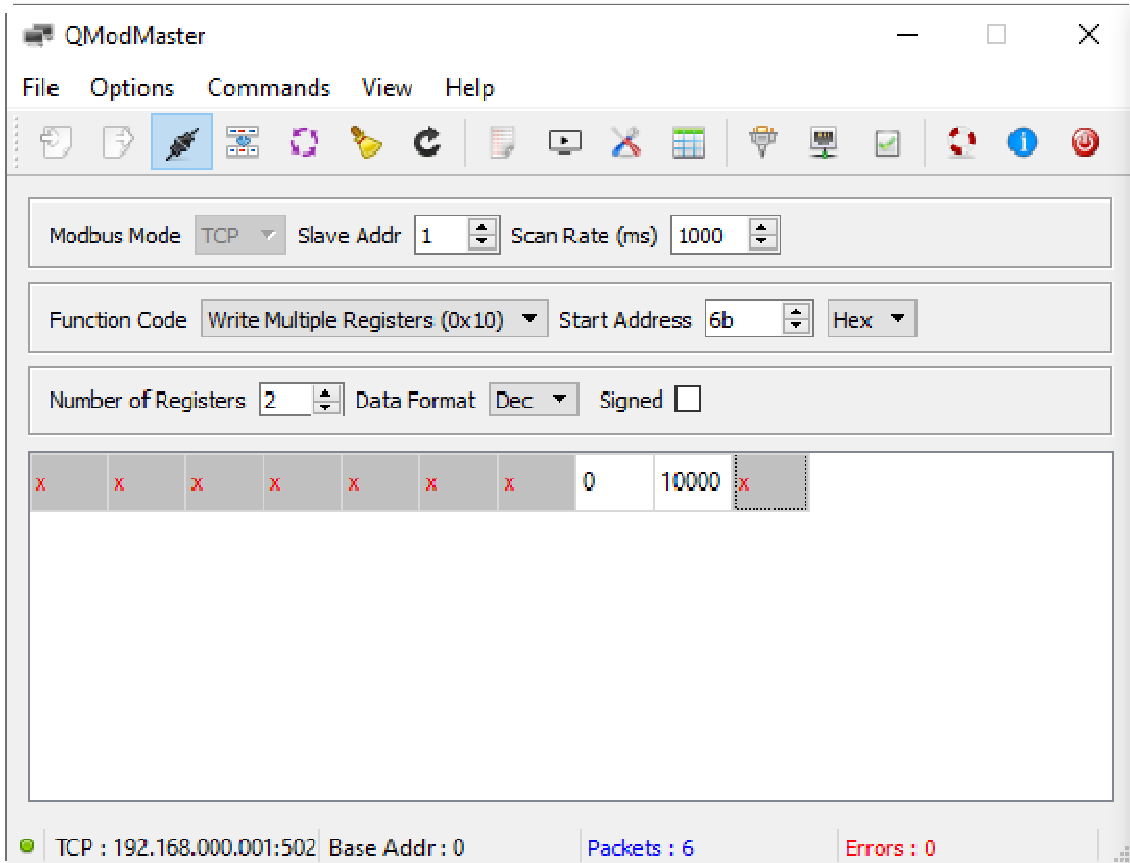 QModMaster
File Options Commands View Help
Modbus Mode TCP Slave Addr 1 Scan Rate (ms) 1000
Function Code Write Multiple Registers (0x10) Start Address 6b Hex
Number of Registers 2 Data Format Dec Signed
x x x x x x x 0 10000 x
TCP : 192.168.000.001:502 Base Addr : 0 Packets : 6 Errors : 0